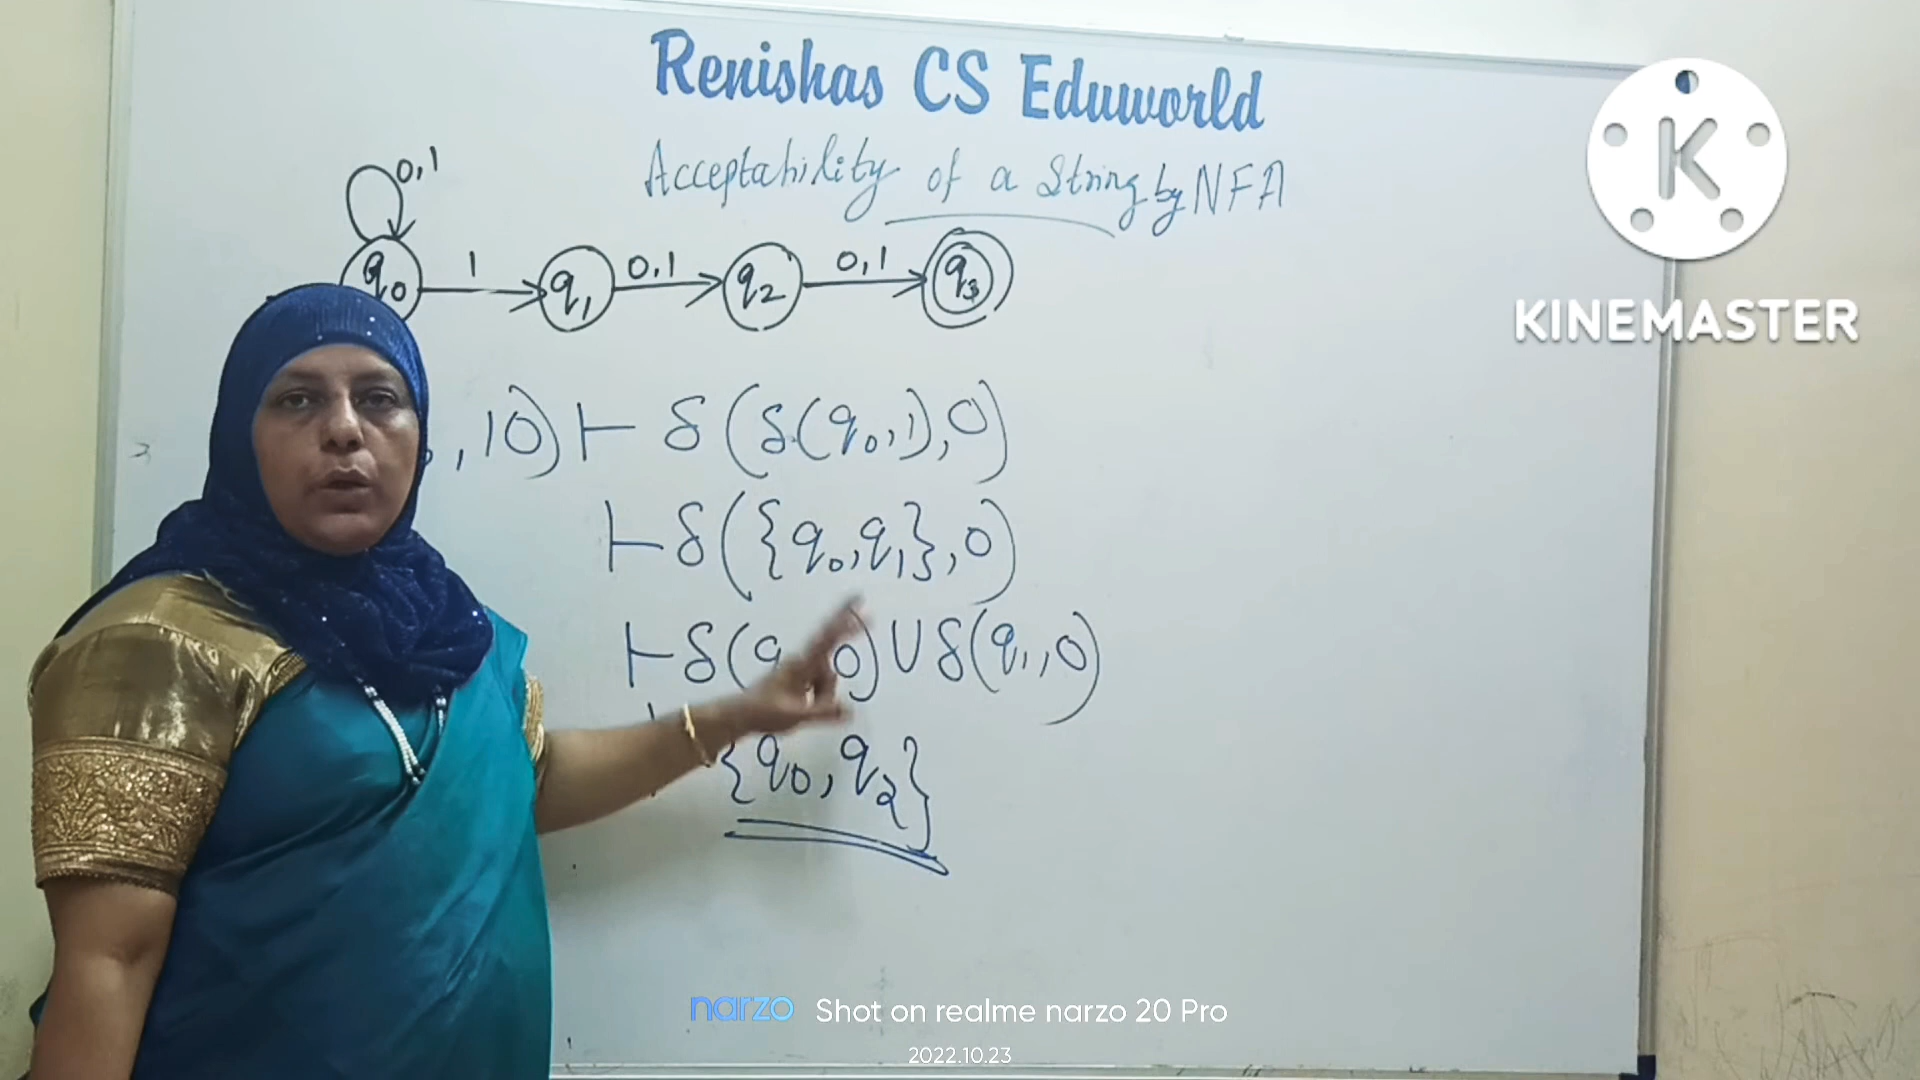 Renishas CS Eduworld
Acceptability of a String by NFA
0,1
q0 1 q1 0,1 q2 0,1 q3
, 10) ⊢ δ(δ(q0,1),0)
⊢ δ({q0,q1},0)
⊢ δ(q 0) ∪ δ(q1,0)
{q0,q2}
K
KINEMASTER
narzo Shot on realme narzo 20 Pro
2022.10.23